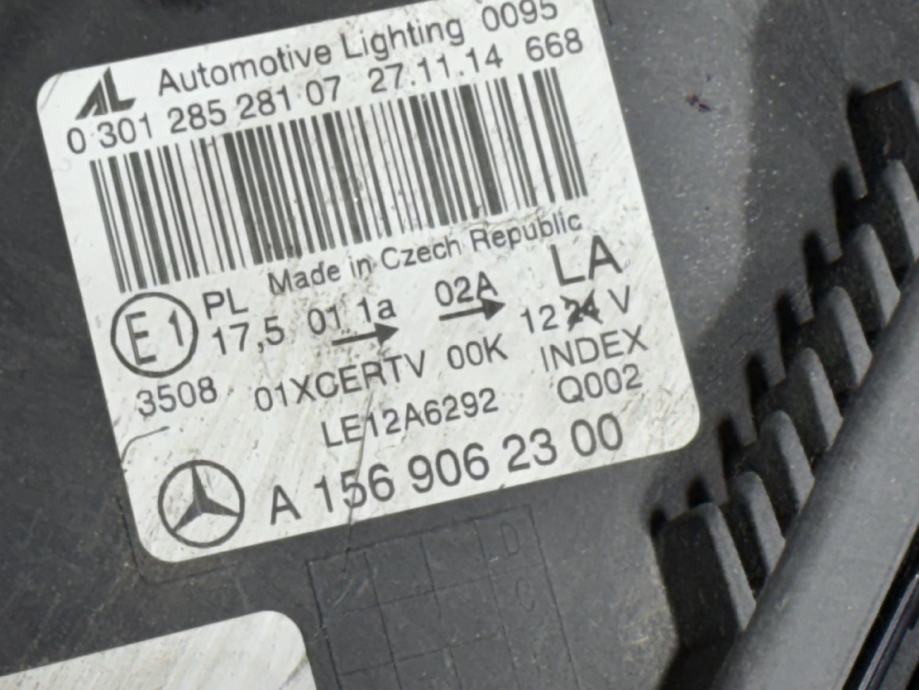 AL Automotive Lighting 0095
0 301 285 281 07 27.11.14 668
Made in Czech Republic
E1 PL 17,5 01 1a 02A LA
12 24 V
3508 01XCERTV 00K INDEX
LE12A6292 Q002
A 156 906 23 00
D
C